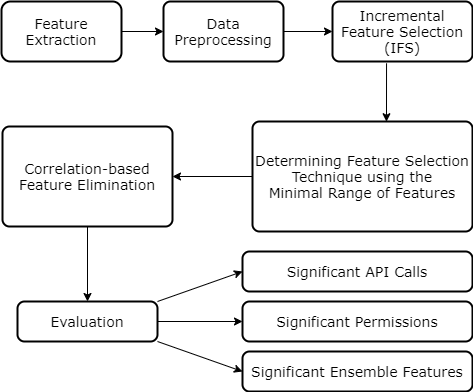 Feature
Extraction
Data
Preprocessing
Incremental
Feature Selection
(IFS)
Determining Feature Selection
Technique using the
Minimal Range of Features
Correlation-based
Feature Elimination
Evaluation
Significant API Calls
Significant Permissions
Significant Ensemble Features